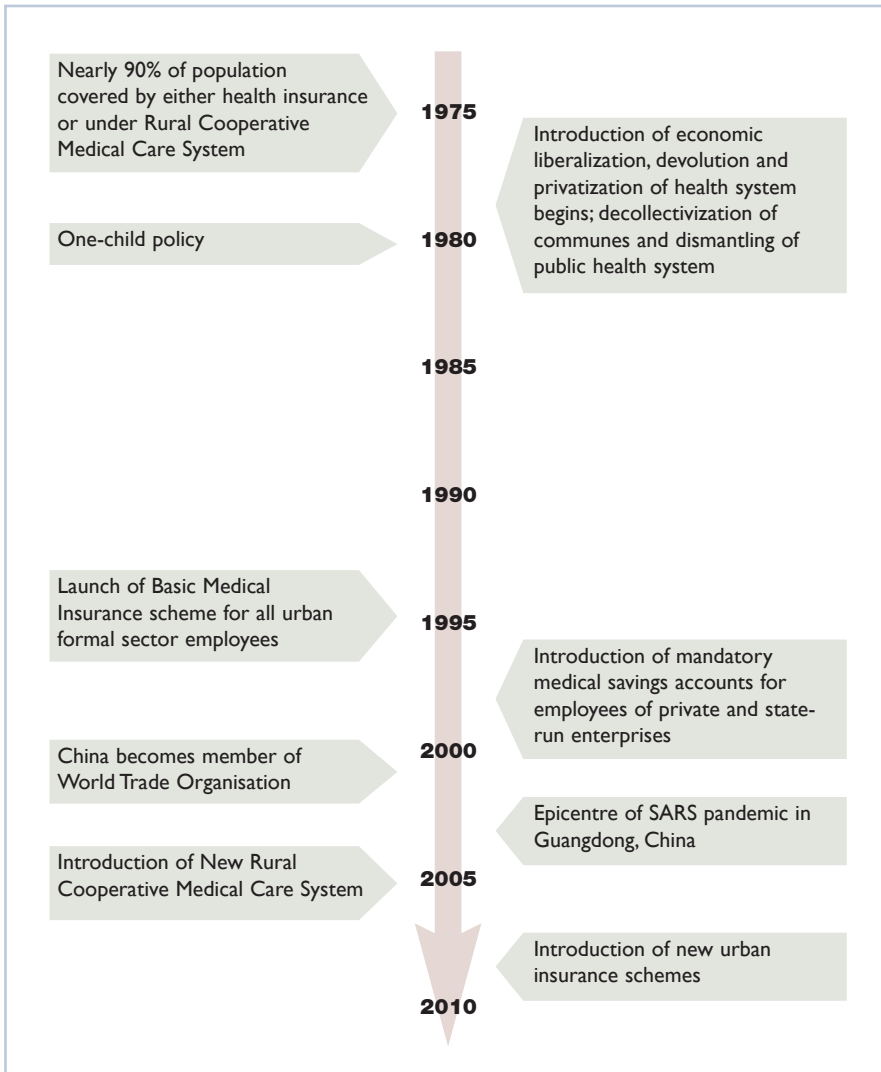 Nearly 90% of population
covered by either health insurance
or under Rural Cooperative
Medical Care System
1975
Introduction of economic
liberalization, devolution and
privatization of health system
begins; decollectivization of
communes and dismantling of
public health system
One-child policy
1980
1985
1990
Launch of Basic Medical
Insurance scheme for all urban
formal sector employees
1995
Introduction of mandatory
medical savings accounts for
employees of private and state-
run enterprises
China becomes member of
World Trade Organisation
2000
Epicentre of SARS pandemic in
Guangdong, China
Introduction of New Rural
Cooperative Medical Care System
2005
Introduction of new urban
insurance schemes
2010